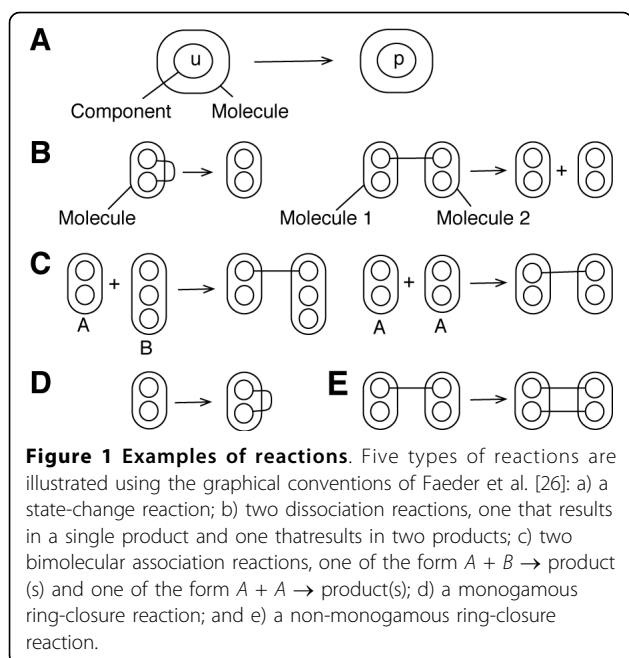 A
u
p
Component
Molecule
B
Molecule
Molecule 1
Molecule 2
+
C
+
A
B
+
A
A
D
E
Figure 1 Examples of reactions. Five types of reactions are
illustrated using the graphical conventions of Faeder et al. [26]: a) a
state-change reaction; b) two dissociation reactions, one that results
in a single product and one thatresults in two products; c) two
bimolecular association reactions, one of the form A + B → product
(s) and one of the form A + A → product(s); d) a monogamous
ring-closure reaction; and e) a non-monogamous ring-closure
reaction.